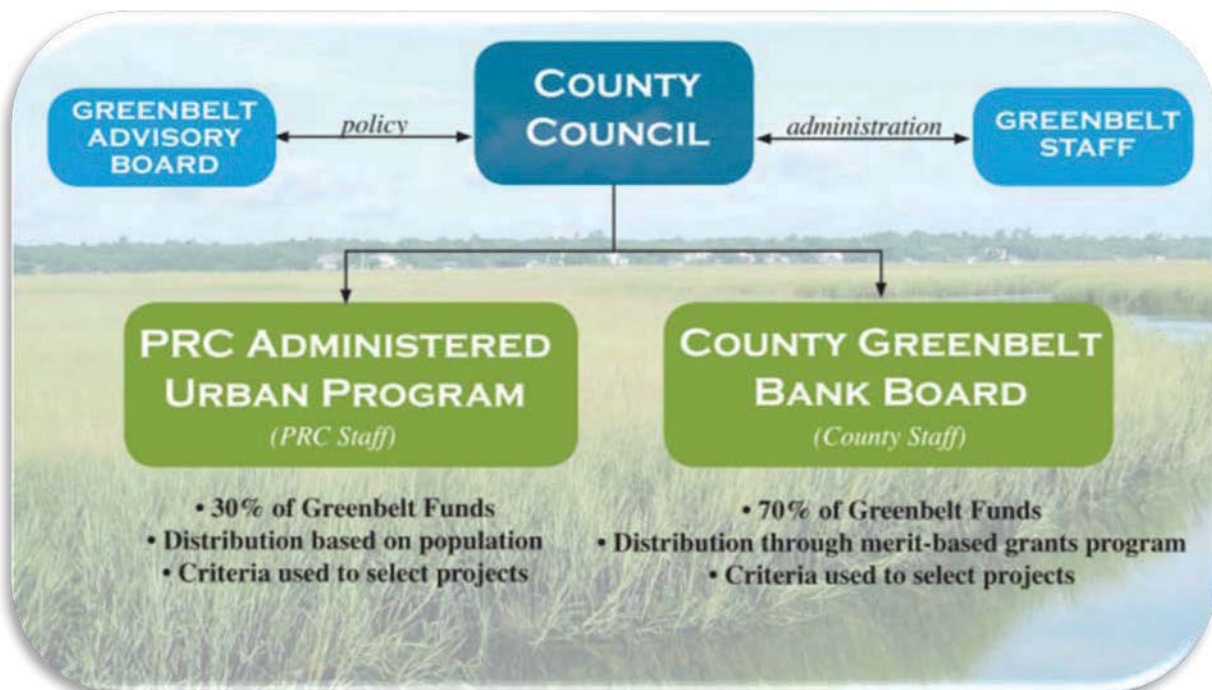 GREENBELT
ADVISORY
BOARD
policy
COUNTY
COUNCIL
administration
GREENBELT
STAFF
PRC ADMINISTERED
URBAN PROGRAM
(PRC Staff)
• 30% of Greenbelt Funds
• Distribution based on population
• Criteria used to select projects
COUNTY GREENBELT
BANK BOARD
(County Staff)
• 70% of Greenbelt Funds
• Distribution through merit-based grants program
• Criteria used to select projects